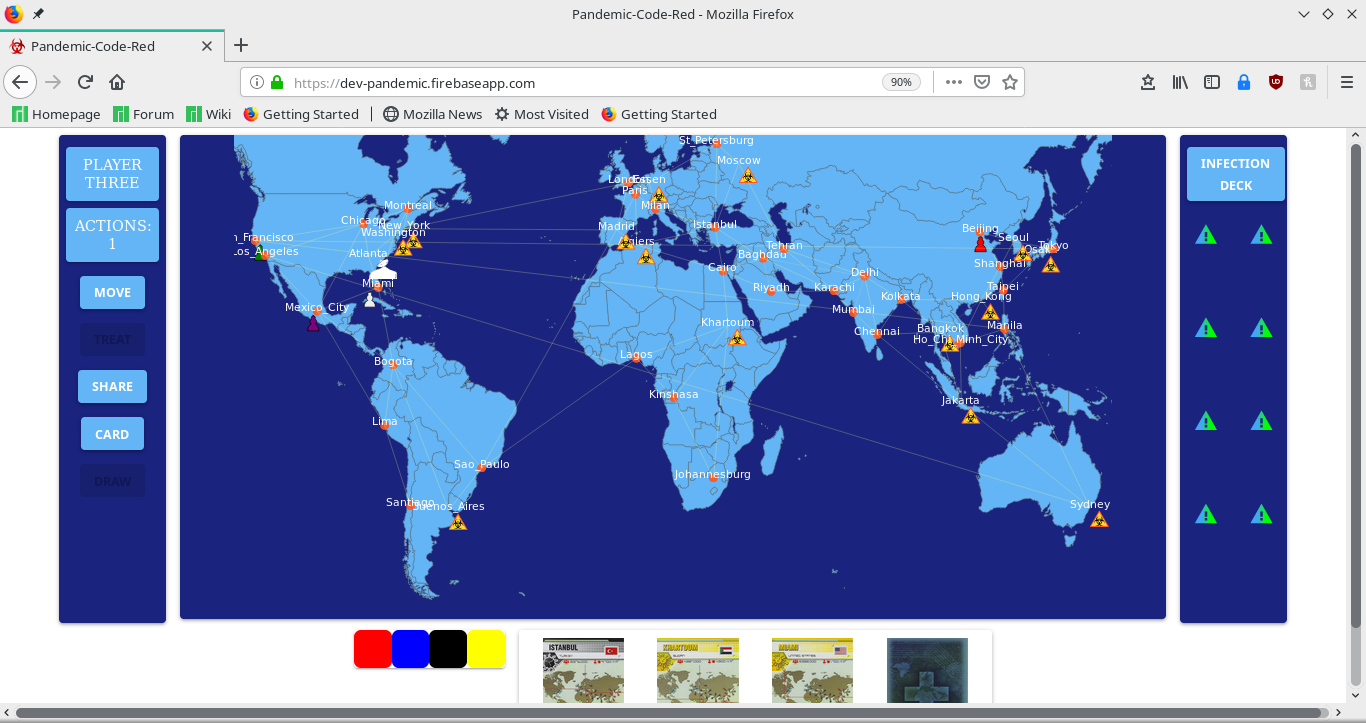 Pandemic-Code-Red - Mozilla Firefox
Pandemic-Code-Red
https://dev-pandemic.firebaseapp.com
90%
Homepage
Forum
Wiki
Getting Started
Mozilla News
Most Visited
Getting Started
PLAYER
THREE
ACTIONS:
1
MOVE
TREAT
SHARE
CARD
DRAW
St_Petersburg
Moscow
Essen
Paris
Milan
Montreal
Chicago
New_York
Washington
Atlanta
Miami
Los_Angeles
Mexico_City
Bogota
Lima
Sao_Paulo
Santiago
Buenos_Aires
Madrid
Istanbul
Cairo
Tehran
Baghdad
Riyadh
Karachi
Delhi
Kolkata
Mumbai
Chennai
Khartoum
Lagos
Kinshasa
Johannesburg
Beijing
Seoul
Tokyo
Shanghai
Taipei
Hong_Kong
Manila
Bangkok
Ho_Chi_Minh_City
Jakarta
Sydney
INFECTION
DECK
ISTANBUL
KHARTOUM
MIAMI